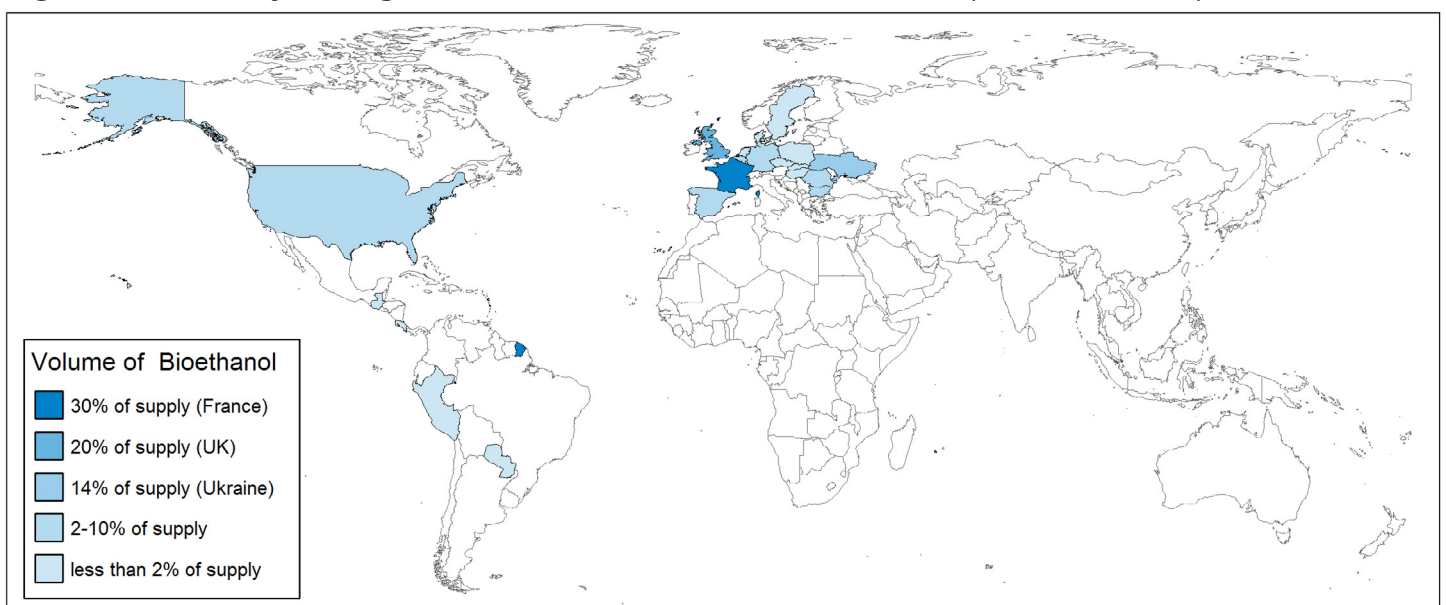 Volume of Bioethanol
30% of supply (France)
20% of supply (UK)
14% of supply (Ukraine)
2-10% of supply
less than 2% of supply